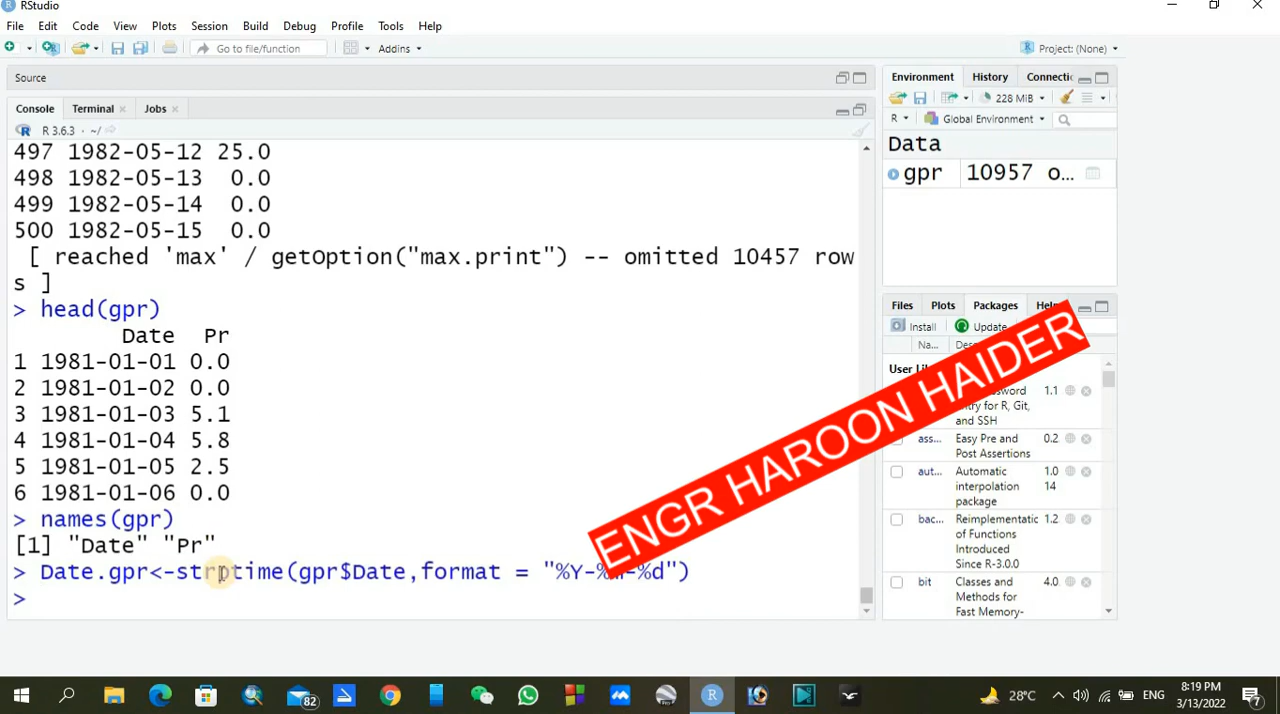 RStudio
File Edit Code View Plots Session Build Debug Profile Tools Help
Go to file/function Addins Project: (None)
Source
Console Terminal Jobs
R 3.6.3 · ~/
497 1982-05-12 25.0
498 1982-05-13 0.0
499 1982-05-14 0.0
500 1982-05-15 0.0
[ reached 'max' / getOption("max.print") -- omitted 10457 row
s ]
> head(gpr)
Date Pr
1 1981-01-01 0.0
2 1981-01-02 0.0
3 1981-01-03 5.1
4 1981-01-04 5.8
5 1981-01-05 2.5
6 1981-01-06 0.0
> names(gpr)
[1] "Date" "Pr"
> Date.gpr<-strptime(gpr$Date,format = "%Y-%m-%d")
>
Environment History Connectic
228 MiB
R Global Environment
Data
gpr 10957 o...
Files Plots Packages Help
Install Update
Na...
User Li
1.1
entry for R, Git,
and SSH
ass... Easy Pre and 0.2
Post Assertions
aut... Automatic 1.0
interpolation 14
package
bac... Reimplementatic 1.2
of Functions
Introduced
Since R-3.0.0
bit Classes and 4.0
Methods for
Fast Memory-
ENGR HAROON HAIDER
82 28°C ENG 8:19 PM
3/13/2022 7